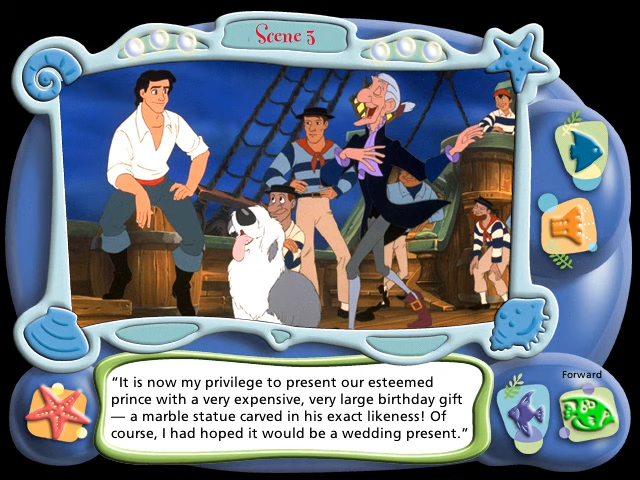 Scene 3
Forward
“It is now my privilege to present our esteemed
prince with a very expensive, very large birthday gift
— a marble statue carved in his exact likeness! Of
course, I had hoped it would be a wedding present.”